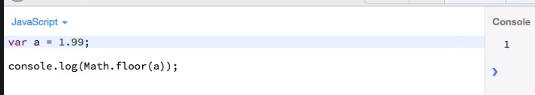 JavaScript
Console
var a = 1.99;
1
console.log(Math.floor(a));